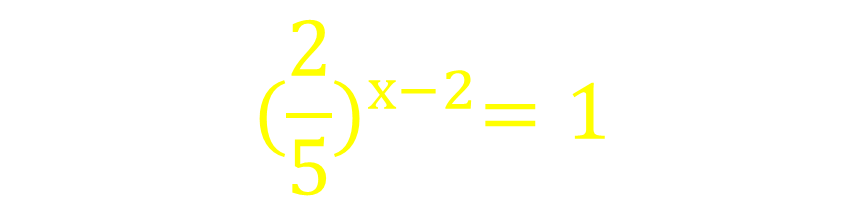 (2/5)^{x−2} = 1